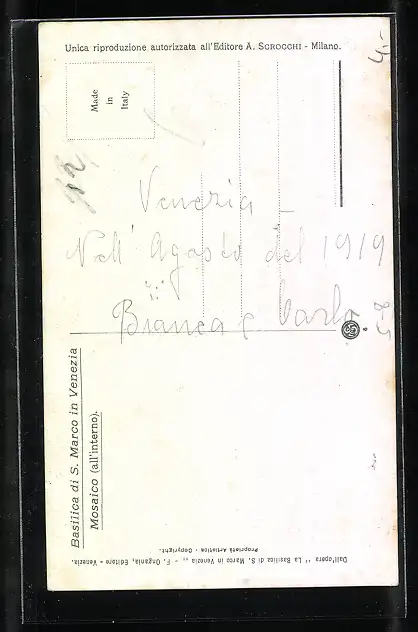 Unica riproduzione autorizzata all'Editore A. SCROCCHI - Milano.
Made
in
Italy
4.-
Venezia -
Nell' Agosto del 1919
Bianca e Carlo
Basilica di S. Marco in Venezia
Mosaico (all'interno).
Dall'opera "La Basilica di S. Marco in Venezia „ - F. Ongania, Editore - Venezia.
Proprietà Artistica - Copyright.